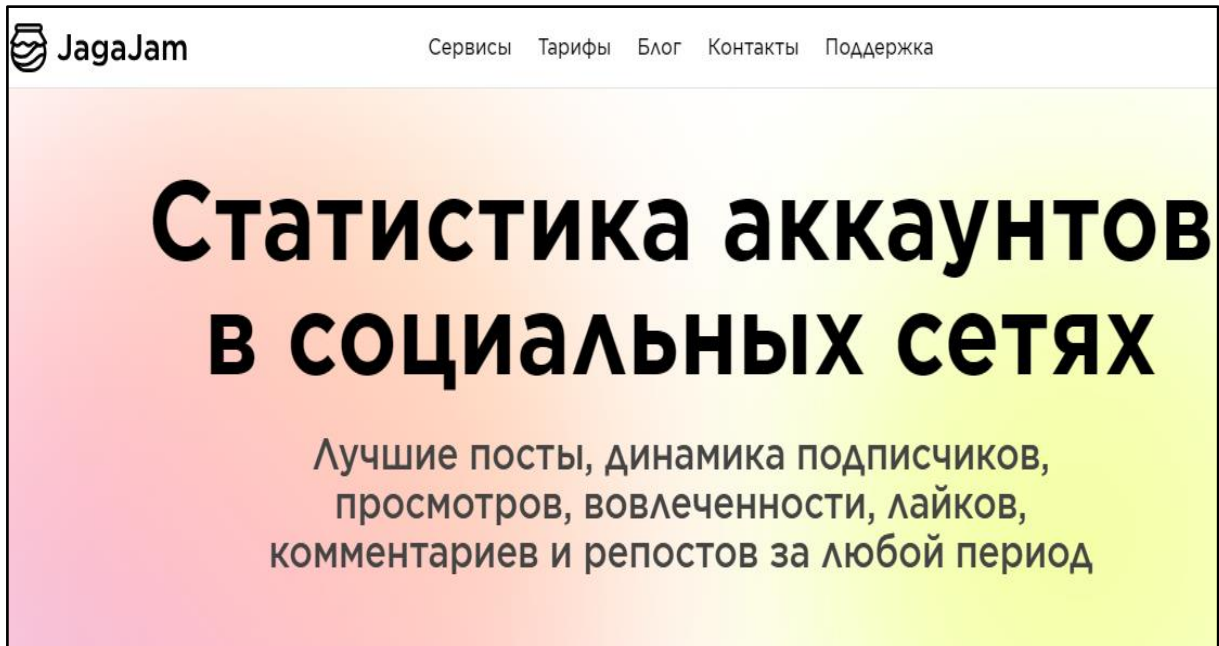 JagaJam
Сервисы Тарифы Блог Контакты Поддержка
Статистика аккаунтов
в социальных сетях
Лучшие посты, динамика подписчиков,
просмотров, вовлеченности, лайков,
комментариев и репостов за любой период